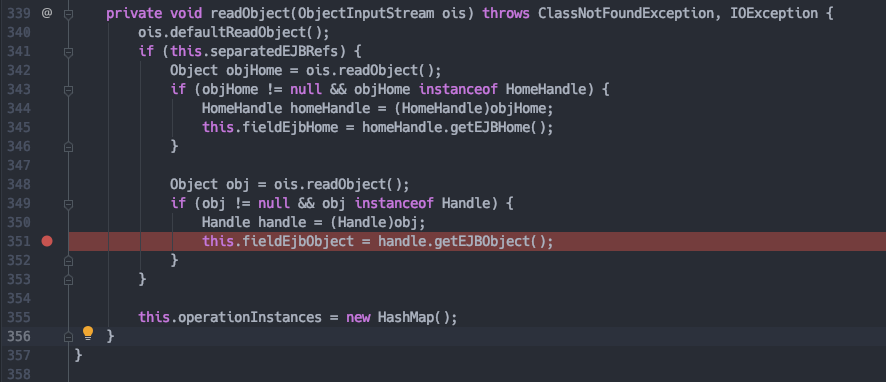 339 @ private void readObject(ObjectInputStream ois) throws ClassNotFoundException, IOException {
340 ois.defaultReadObject();
341 if (this.separatedEJBRefs) {
342 Object objHome = ois.readObject();
343 if (objHome != null && objHome instanceof HomeHandle) {
344 HomeHandle homeHandle = (HomeHandle)objHome;
345 this.fieldEjbHome = homeHandle.getEJBHome();
346 }
347
348 Object obj = ois.readObject();
349 if (obj != null && obj instanceof Handle) {
350 Handle handle = (Handle)obj;
351 this.fieldEjbObject = handle.getEJBObject();
352 }
353 }
354
355 this.operationInstances = new HashMap();
356 }
357 }
358